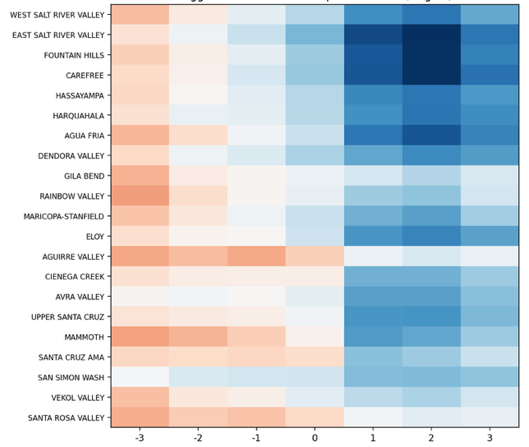 WEST SALT RIVER VALLEY
EAST SALT RIVER VALLEY
FOUNTAIN HILLS
CAREFREE
HASSAYAMPA
HARQUAHALA
AGUA FRIA
DENDORA VALLEY
GILA BEND
RAINBOW VALLEY
MARICOPA-STANFIELD
ELOY
AGUIRRE VALLEY
CIENEGA CREEK
AVRA VALLEY
UPPER SANTA CRUZ
MAMMOTH
SANTA CRUZ AMA
SAN SIMON WASH
VEKOL VALLEY
SANTA ROSA VALLEY
-3 -2 -1 0 1 2 3